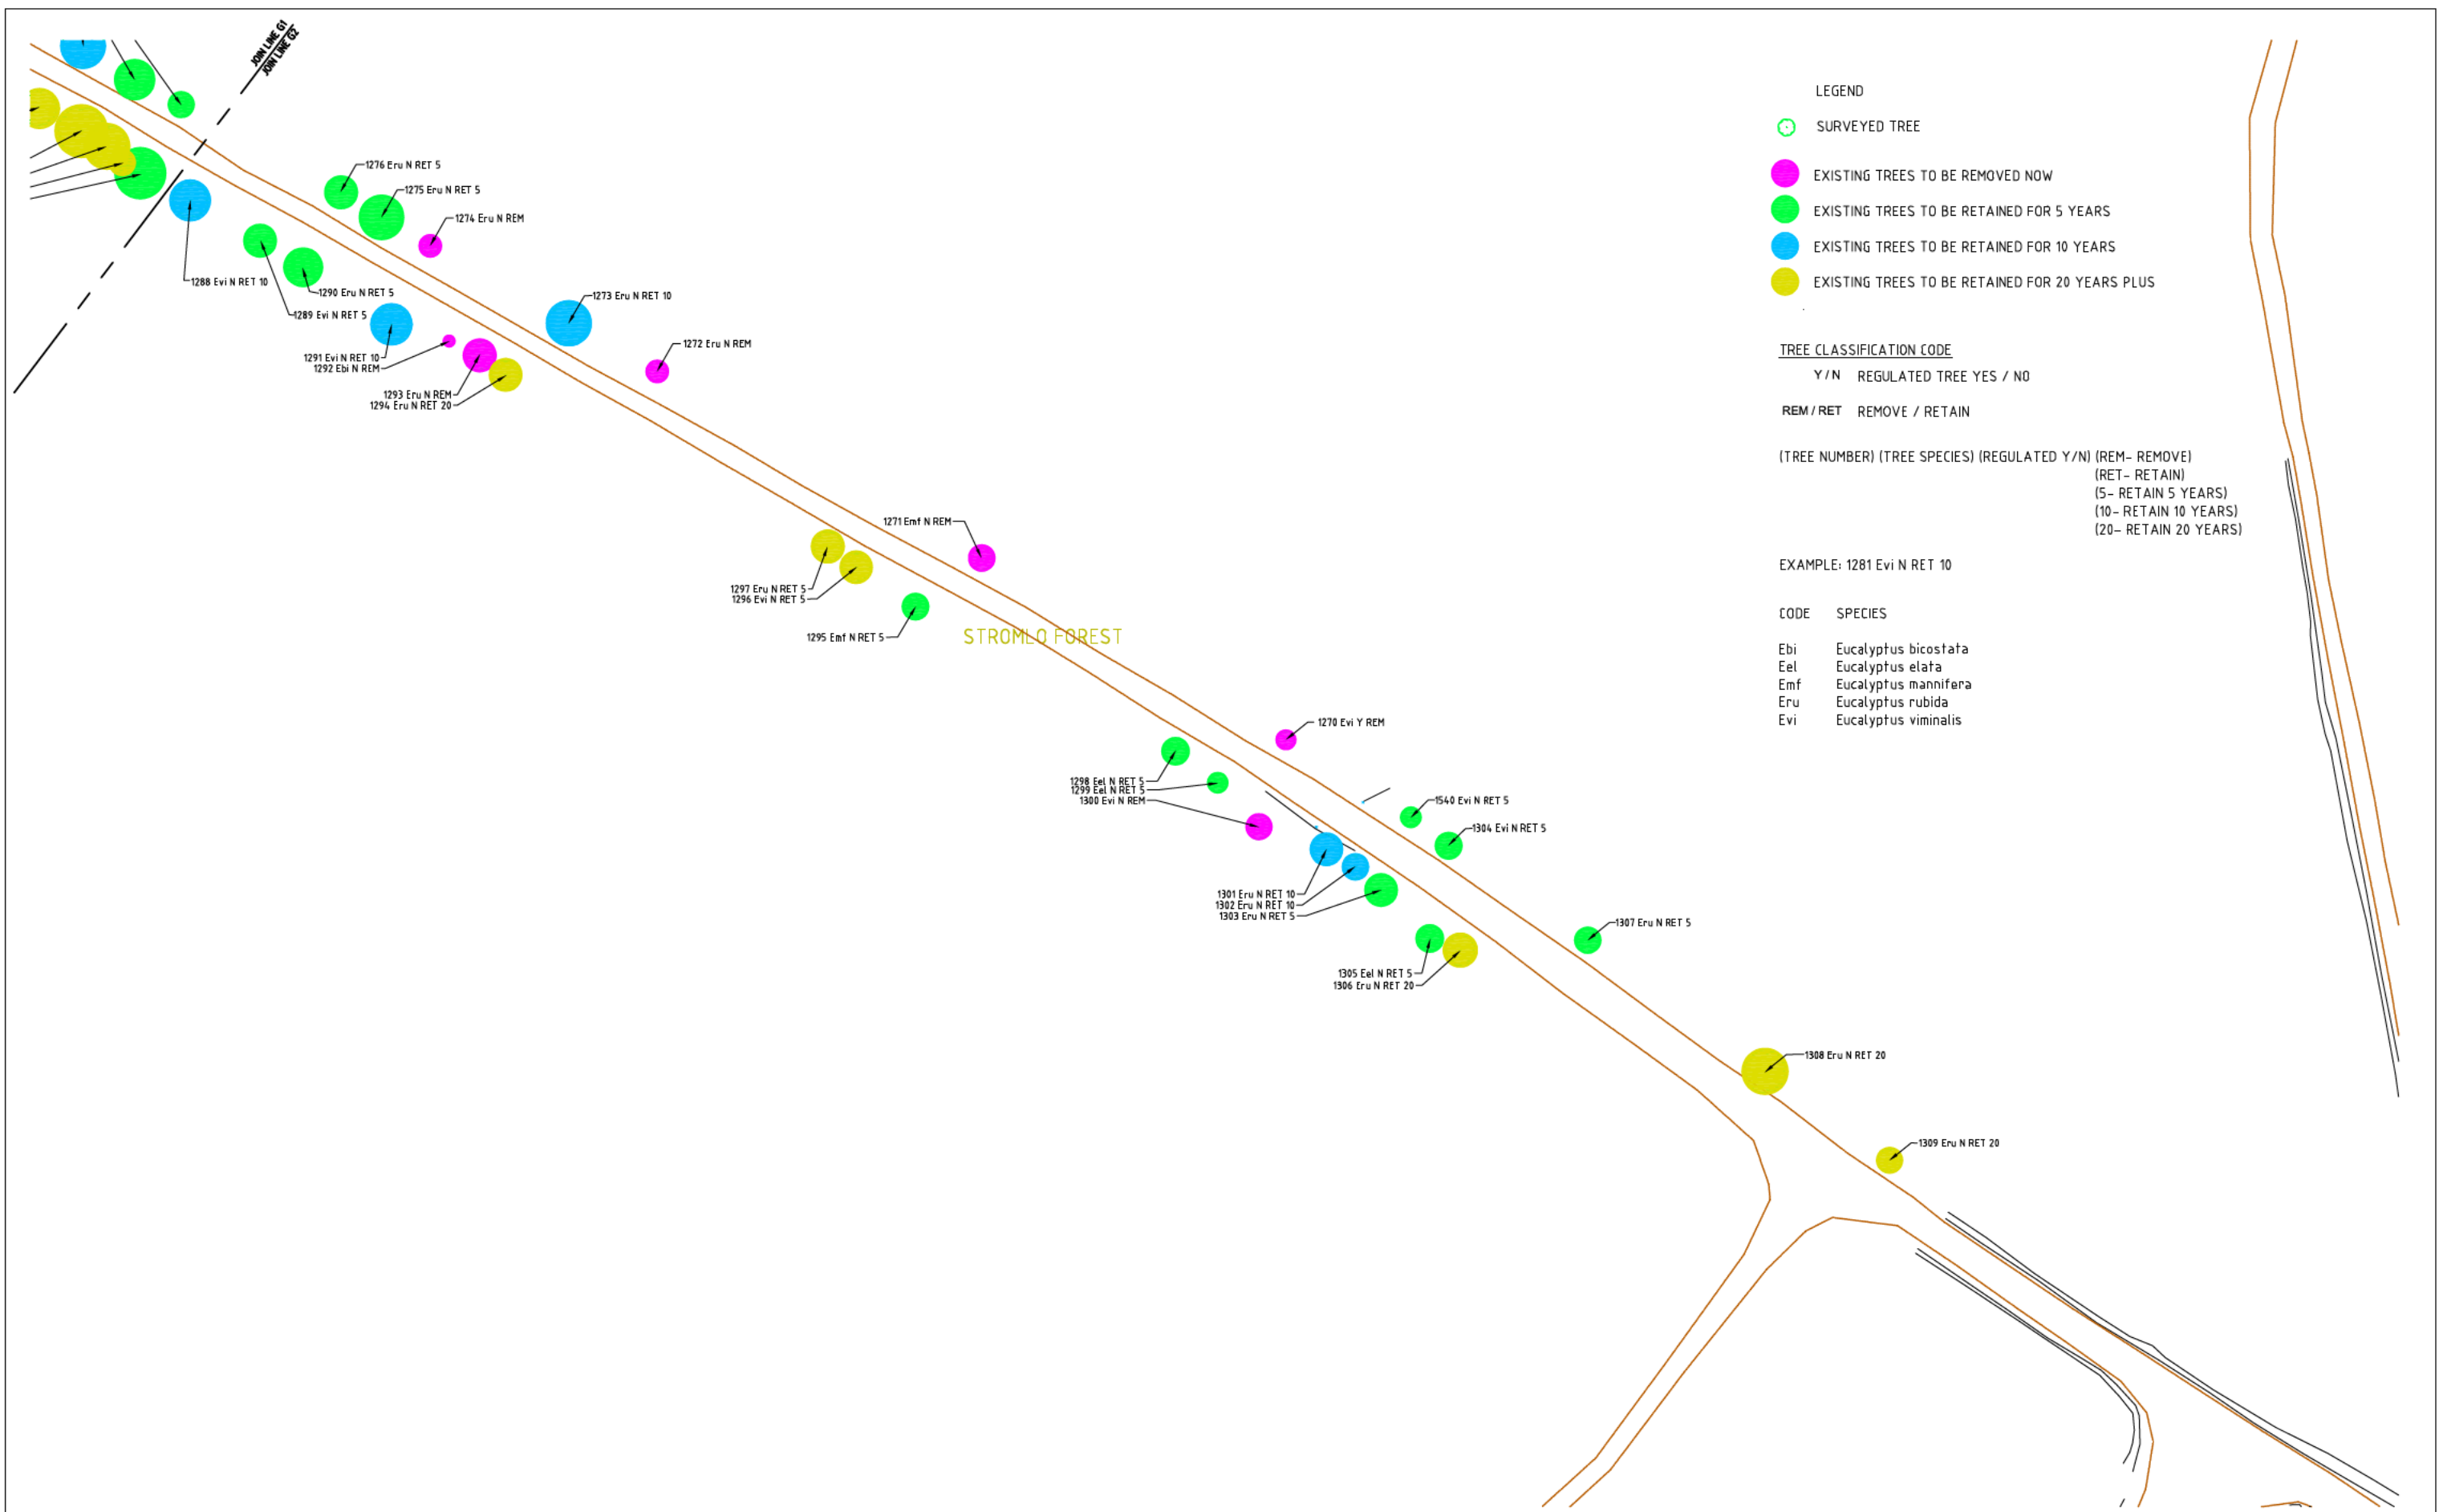 JOIN LINE G1
JOIN LINE G2
1276 Eru N RET 5
1275 Eru N RET 5
1274 Eru N REM
1288 Evi N RET 10
1290 Eru N RET 5
1289 Evi N RET 5
1273 Eru N RET 10
1272 Eru N REM
1291 Evi N RET 10
1292 Ebi N REM
1293 Eru N REM
1294 Eru N RET 20
1271 Emf N REM
1297 Eru N RET 5
1296 Evi N RET 5
1295 Emf N RET 5
STROMLO FOREST
1270 Evi Y REM
1298 Eel N RET 5
1299 Eel N RET 5
1300 Evi N REM
1540 Evi N RET 5
1304 Evi N RET 5
1301 Eru N RET 10
1302 Eru N RET 10
1303 Eru N RET 5
1307 Eru N RET 5
1305 Eel N RET 5
1306 Eru N RET 20
1308 Eru N RET 20
1309 Eru N RET 20
LEGEND
SURVEYED TREE
EXISTING TREES TO BE REMOVED NOW
EXISTING TREES TO BE RETAINED FOR 5 YEARS
EXISTING TREES TO BE RETAINED FOR 10 YEARS
EXISTING TREES TO BE RETAINED FOR 20 YEARS PLUS
TREE CLASSIFICATION CODE
Y/N REGULATED TREE YES / NO
REM/RET REMOVE / RETAIN
(TREE NUMBER) (TREE SPECIES) (REGULATED Y/N) (REM- REMOVE)
(RET- RETAIN)
(5- RETAIN 5 YEARS)
(10- RETAIN 10 YEARS)
(20- RETAIN 20 YEARS)
EXAMPLE: 1281 Evi N RET 10
CODE SPECIES
Ebi Eucalyptus bicostata
Eel Eucalyptus elata
Emf Eucalyptus mannifera
Eru Eucalyptus rubida
Evi Eucalyptus viminalis